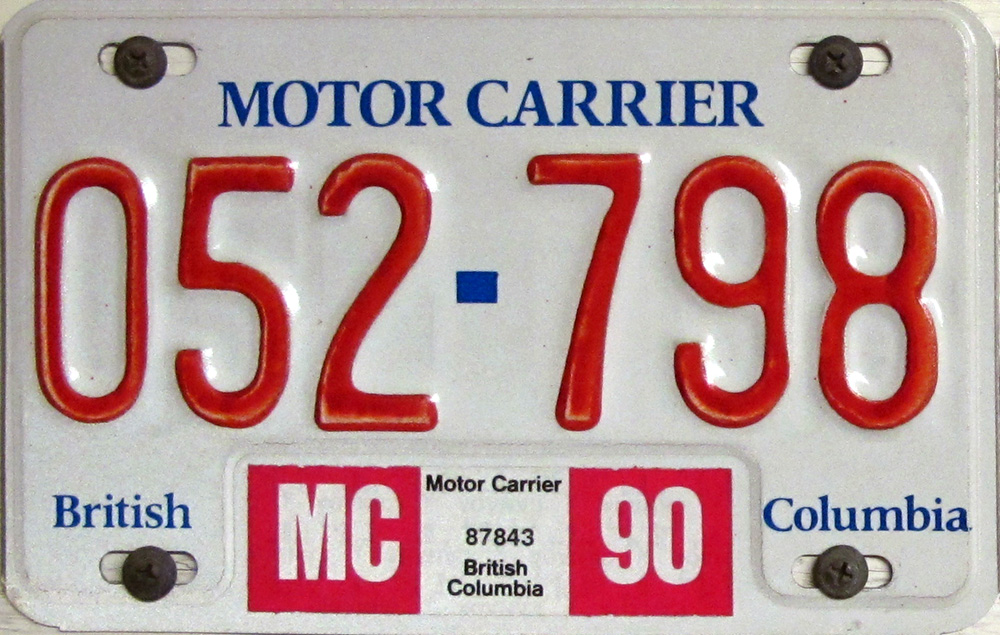 MOTOR CARRIER
052-798
British
MC
Motor Carrier
87843
British
Columbia
90
Columbia